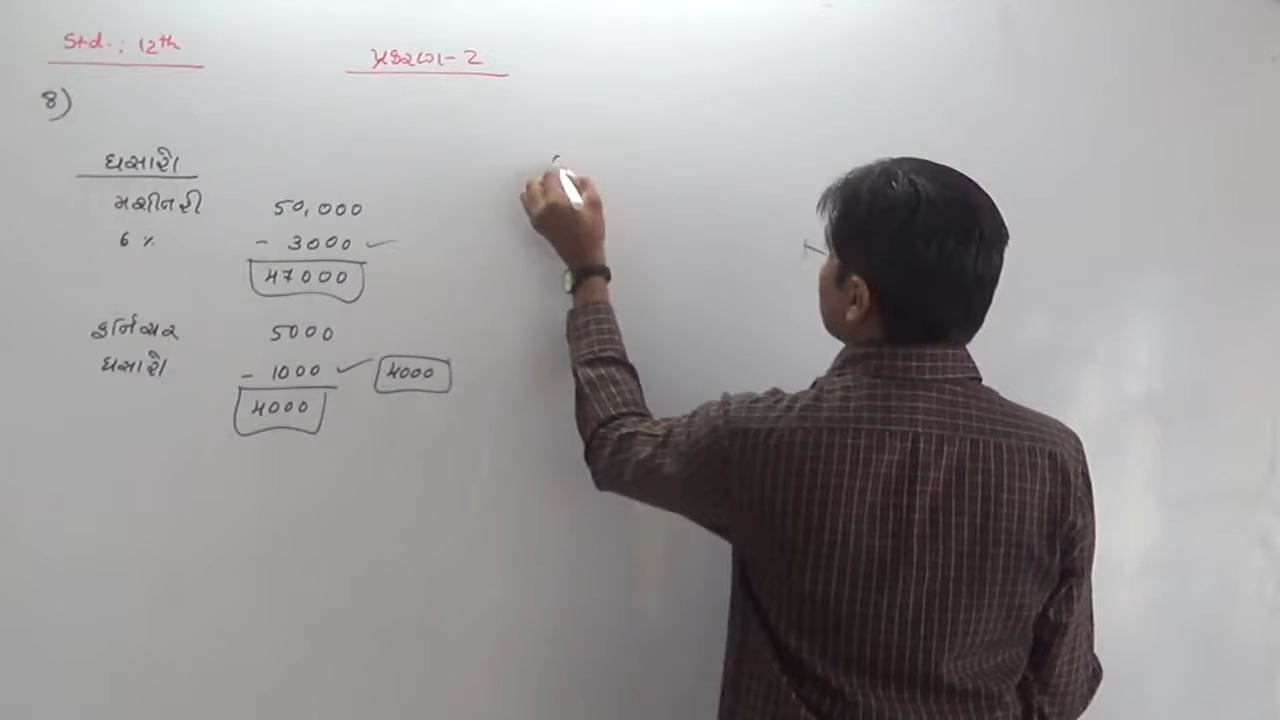 Std. : 12th
પ્રકરણ - 2
8)
ઘસારો
મશીનરી 50,000
6 % - 3000 ✓
47000
ફર્નિચર 5000
ઘસારો - 1000 ✓ 4000
4000